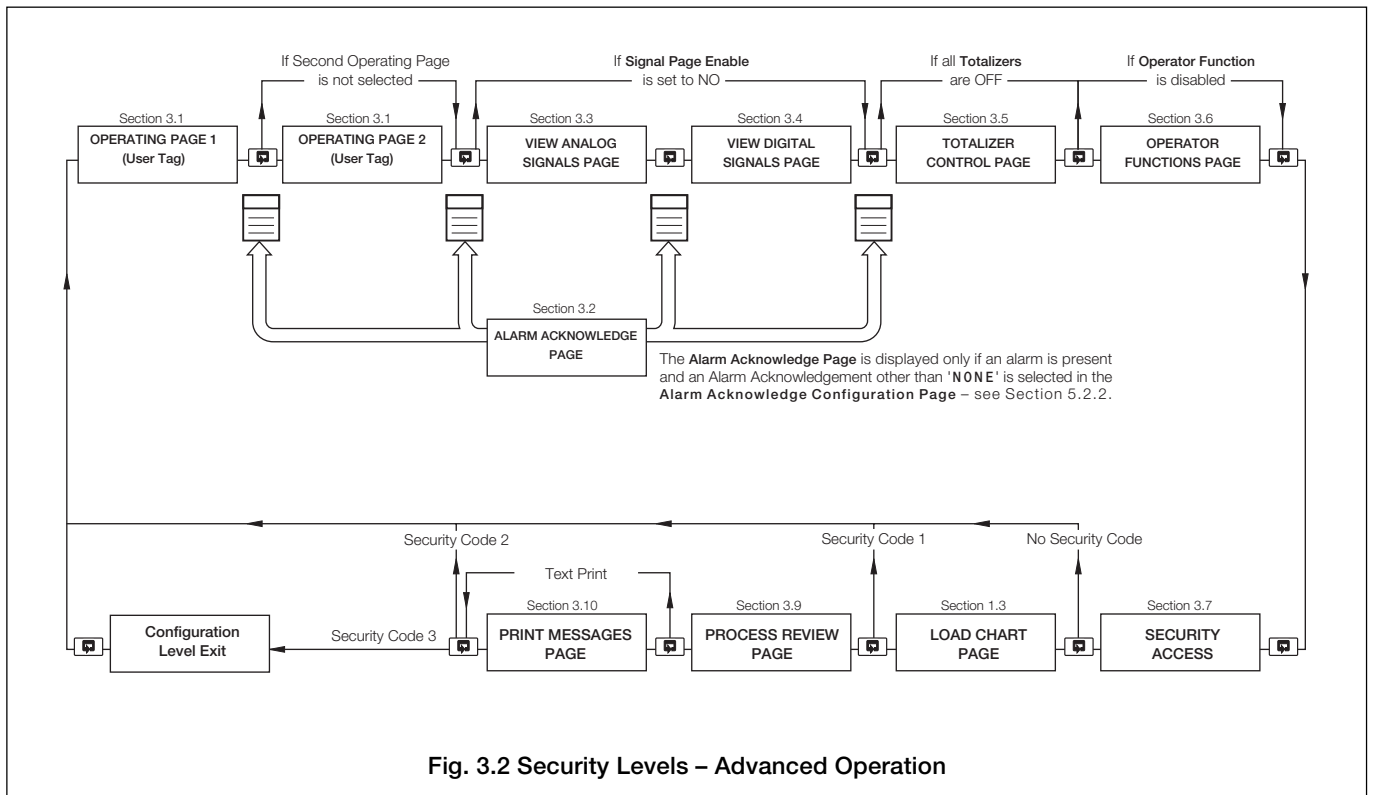 If Second Operating Page
is not selected
If Signal Page Enable
is set to NO
If all Totalizers
are OFF
If Operator Function
is disabled
Section 3.1
OPERATING PAGE 1
(User Tag)
Section 3.1
OPERATING PAGE 2
(User Tag)
Section 3.3
VIEW ANALOG
SIGNALS PAGE
Section 3.4
VIEW DIGITAL
SIGNALS PAGE
Section 3.5
TOTALIZER
CONTROL PAGE
Section 3.6
OPERATOR
FUNCTIONS PAGE
Section 3.2
ALARM ACKNOWLEDGE
PAGE
The Alarm Acknowledge Page is displayed only if an alarm is present
and an Alarm Acknowledgement other than 'NONE' is selected in the
Alarm Acknowledge Configuration Page – see Section 5.2.2.
Security Code 2
Security Code 1
No Security Code
Text Print
Configuration
Level Exit
Security Code 3
Section 3.10
PRINT MESSAGES
PAGE
Section 3.9
PROCESS REVIEW
PAGE
Section 1.3
LOAD CHART
PAGE
Section 3.7
SECURITY
ACCESS
Fig. 3.2 Security Levels – Advanced Operation